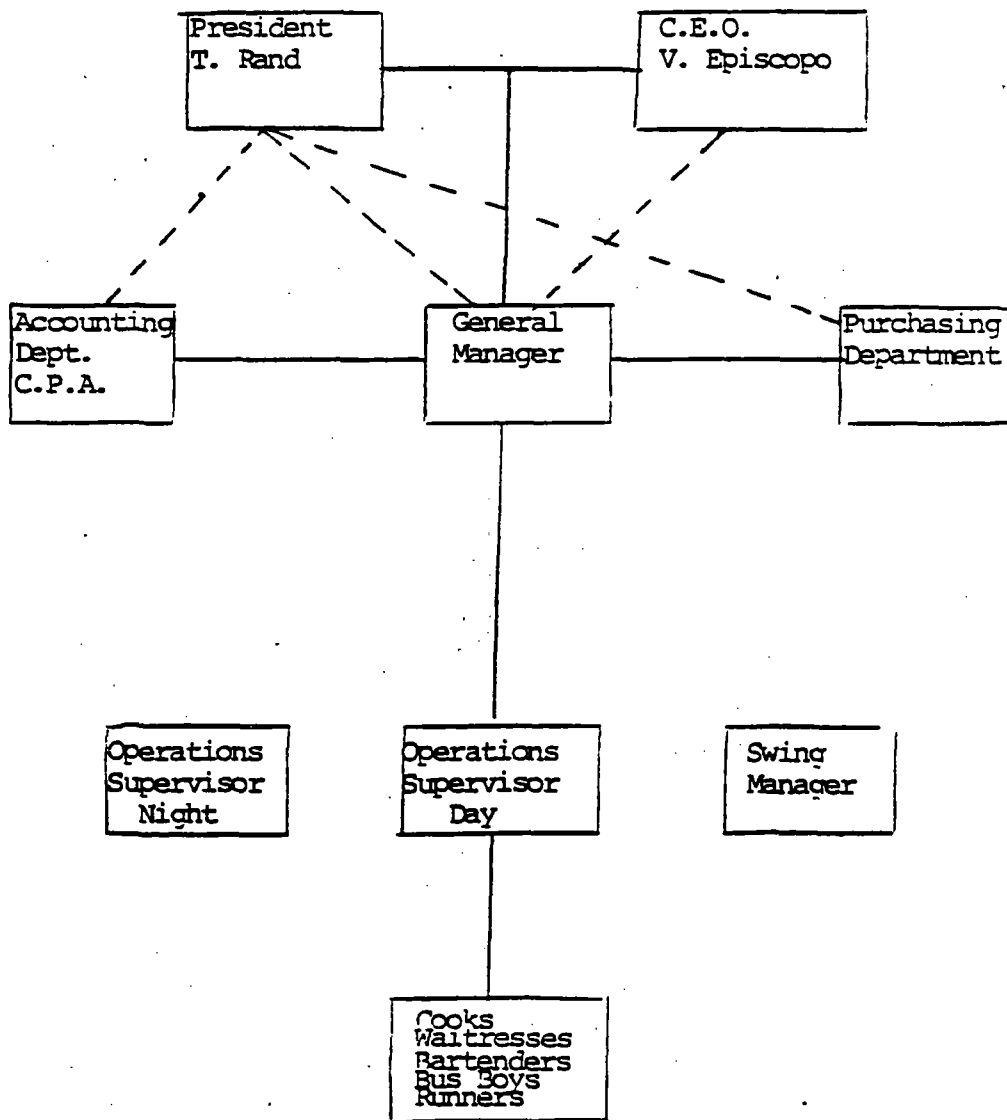 President
T. Rand
C.E.O.
V. Episcopo
Accounting
Dept.
C.P.A.
General
Manager
Purchasing
Department
Operations
Supervisor
Night
Operations
Supervisor
Day
Swing
Manager
Cooks
Waitresses
Bartenders
Bus Boys
Runners